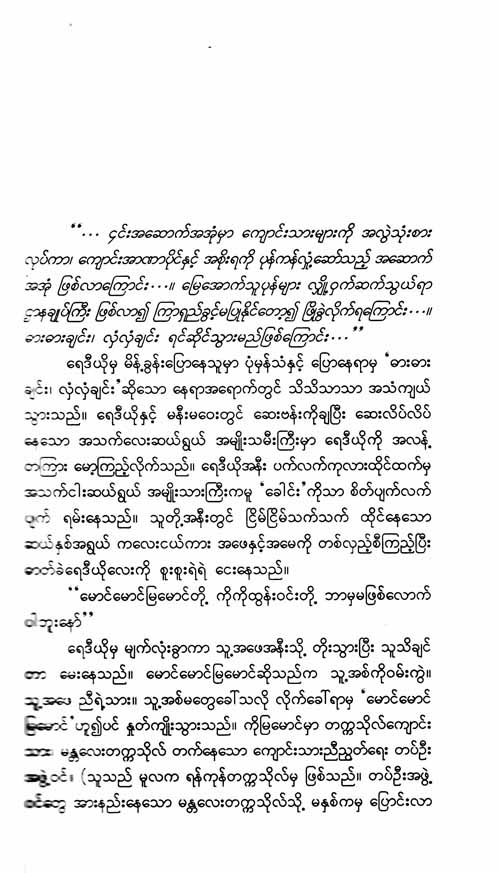 “... ၄င်းအဆောက်အအုံမှာ ကျောင်းသားများကို အလွဲသုံးစား
လုပ်ကာ၊ ကျောင်းအာဏာပိုင်နှင့် အစိုးရကို ပုန်ကန်လှုံ့ဆော်သည့် အဆောက်
အအုံ ဖြစ်လာကြောင်း...။ မြေအောက်သူပုန်များ လျှို့ဝှက်ဆက်သွယ်ရာ
ဌာနချုပ်ကြီး ဖြစ်လာ၍ ကြာရှည်ခွင့်မပြုနိုင်တော့၍ ဖြိုခွဲလိုက်ရကြောင်း...။
ဓားဓားချင်း၊ လှံလှံချင်း ရင်ဆိုင်သွားမည်ဖြစ်ကြောင်း...”
ရေဒီယိုမှ မိန့်ခွန်းပြောနေသူမှာ ပုံမှန်သံနှင့် ပြောနေရာမှ ‘ဓားဓား
ချင်း၊ လှံလှံချင်း’ဆိုသော နေရာအရောက်တွင် သိသိသာသာ အသံကျယ်
သွားသည်။ ရေဒီယိုနှင့် မနီးမဝေးတွင် ဆေးဗန်းကိုချပြီး ဆေးလိပ်လိပ်
နေသော အသက်လေးဆယ်ရွယ် အမျိုးသမီးကြီးမှာ ရေဒီယိုကို အလန့်
တကြား မော့ကြည့်လိုက်သည်။ ရေဒီယိုအနီး ပက်လက်ကုလားထိုင်ထက်မှ
အသက်ငါးဆယ်ရွယ် အမျိုးသားကြီးကမူ ‘ခေါင်း’ကိုသာ စိတ်ပျက်လက်
ပျက် ရမ်းနေသည်။ သူတို့အနီးတွင် ငြိမ်ငြိမ်သက်သက် ထိုင်နေသော
ဆယ်နှစ်အရွယ် ကလေးငယ်ကား အဖေနှင့်အမေကို တစ်လှည့်စီကြည့်ပြီး
ဓာတ်ခဲရေဒီယိုလေးကို စူးစူးရဲရဲ ငေးနေသည်။
“မောင်မောင်မြမောင်တို့ ကိုကိုထွန်းဝင်းတို့ ဘာမှမဖြစ်လောက်
ပါဘူးနော်”
ရေဒီယိုမှ မျက်လုံးခွာကာ သူ့အဖေအနီးသို့ တိုးသွားပြီး သူသိချင်
တာ မေးနေသည်။ မောင်မောင်မြမောင်ဆိုသည်က သူ့အစ်ကိုဝမ်းကွဲ။
သူ့အဖေ ညီရဲ့သား။ သူ့အစ်မတွေခေါ်သလို လိုက်ခေါ်ရာမှ ‘မောင်မောင်
မြမောင်’ဟူ၍ပင် နှုတ်ကျိုးသွားသည်။ ကိုမြမောင်မှာ တက္ကသိုလ်ကျောင်း
သား၊ မန္တလေးတက္ကသိုလ် တက်နေသော ကျောင်းသားညီညွတ်ရေး တပ်ဦး
အဖွဲ့ဝင်။ (သူသည် မူလက ရန်ကုန်တက္ကသိုလ်မှ ဖြစ်သည်။ တပ်ဦးအဖွဲ့
ဝင်တွေ အားနည်းနေသော မန္တလေးတက္ကသိုလ်သို့ မနှစ်ကမှ ပြောင်းလာ